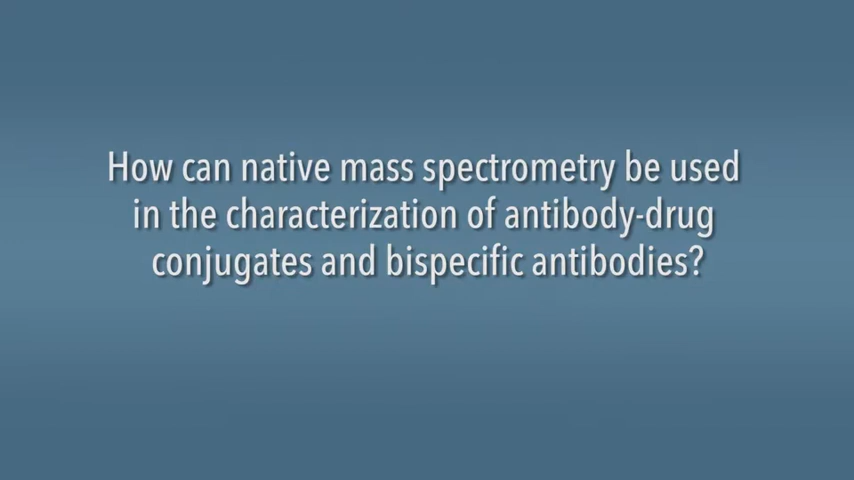 How can native mass spectrometry be used
in the characterization of antibody-drug
conjugates and bispecific antibodies?